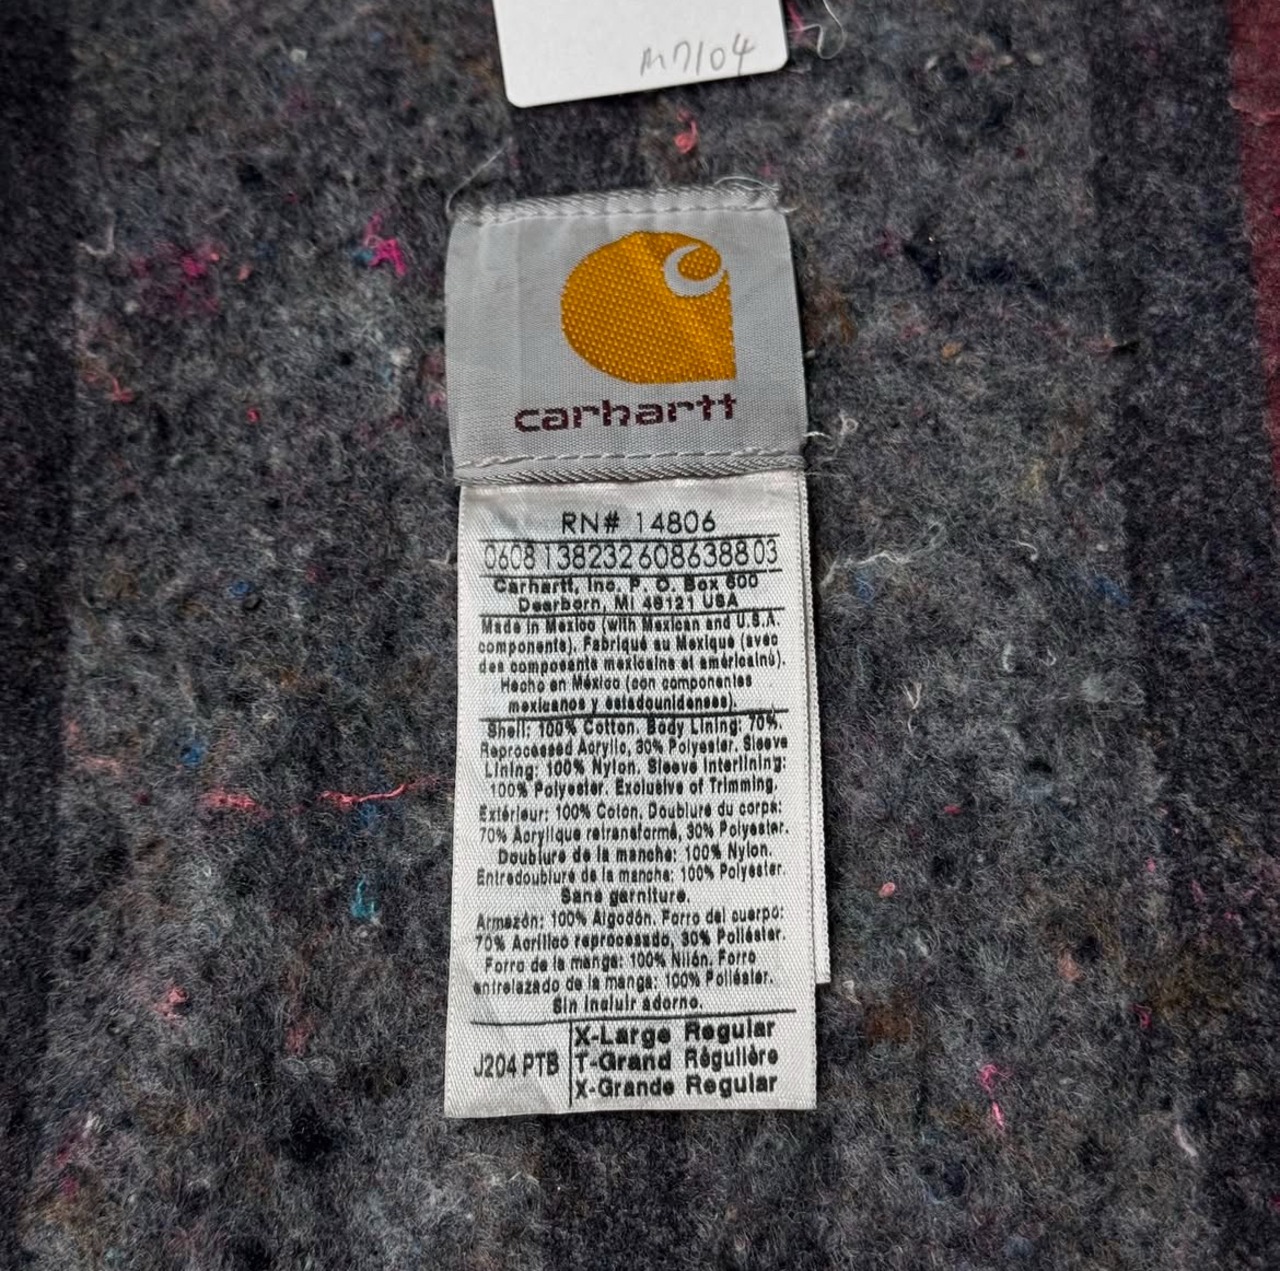 M7104
carhartt
RN# 14806
0608 138232 608638803
Carhartt, Inc. P. O. Box 600
Dearborn, MI 48121 USA
Made in Mexico (with Mexican and U.S.A.
components). Fabriqué au Mexique (avec
des composants mexicains et américains).
Hecho en México (con componentes
mexicanos y estadounidenses).
Shell: 100% Cotton. Body Lining: 70%.
Reprocessed Acrylic, 30% Polyester. Sleeve
Lining: 100% Nylon. Sleeve Interlining:
100% Polyester. Exclusive of Trimming.
Extérieur: 100% Coton. Doublure du corps:
70% Acrylique retransformé, 30% Polyester.
Doublure de la manche: 100% Nylon.
Entredoublure de la manche: 100% Polyester.
Sans garniture.
Armazón: 100% Algodón. Forro del cuerpo:
70% Acrílico reprocesado, 30% Poliéster.
Forro de la manga: 100% Nilón. Forro
entrelazado de la manga: 100% Poliéster.
Sin incluir adorno.
J204 PTB
X-Large Regular
T-Grand Régulière
X-Grande Regular